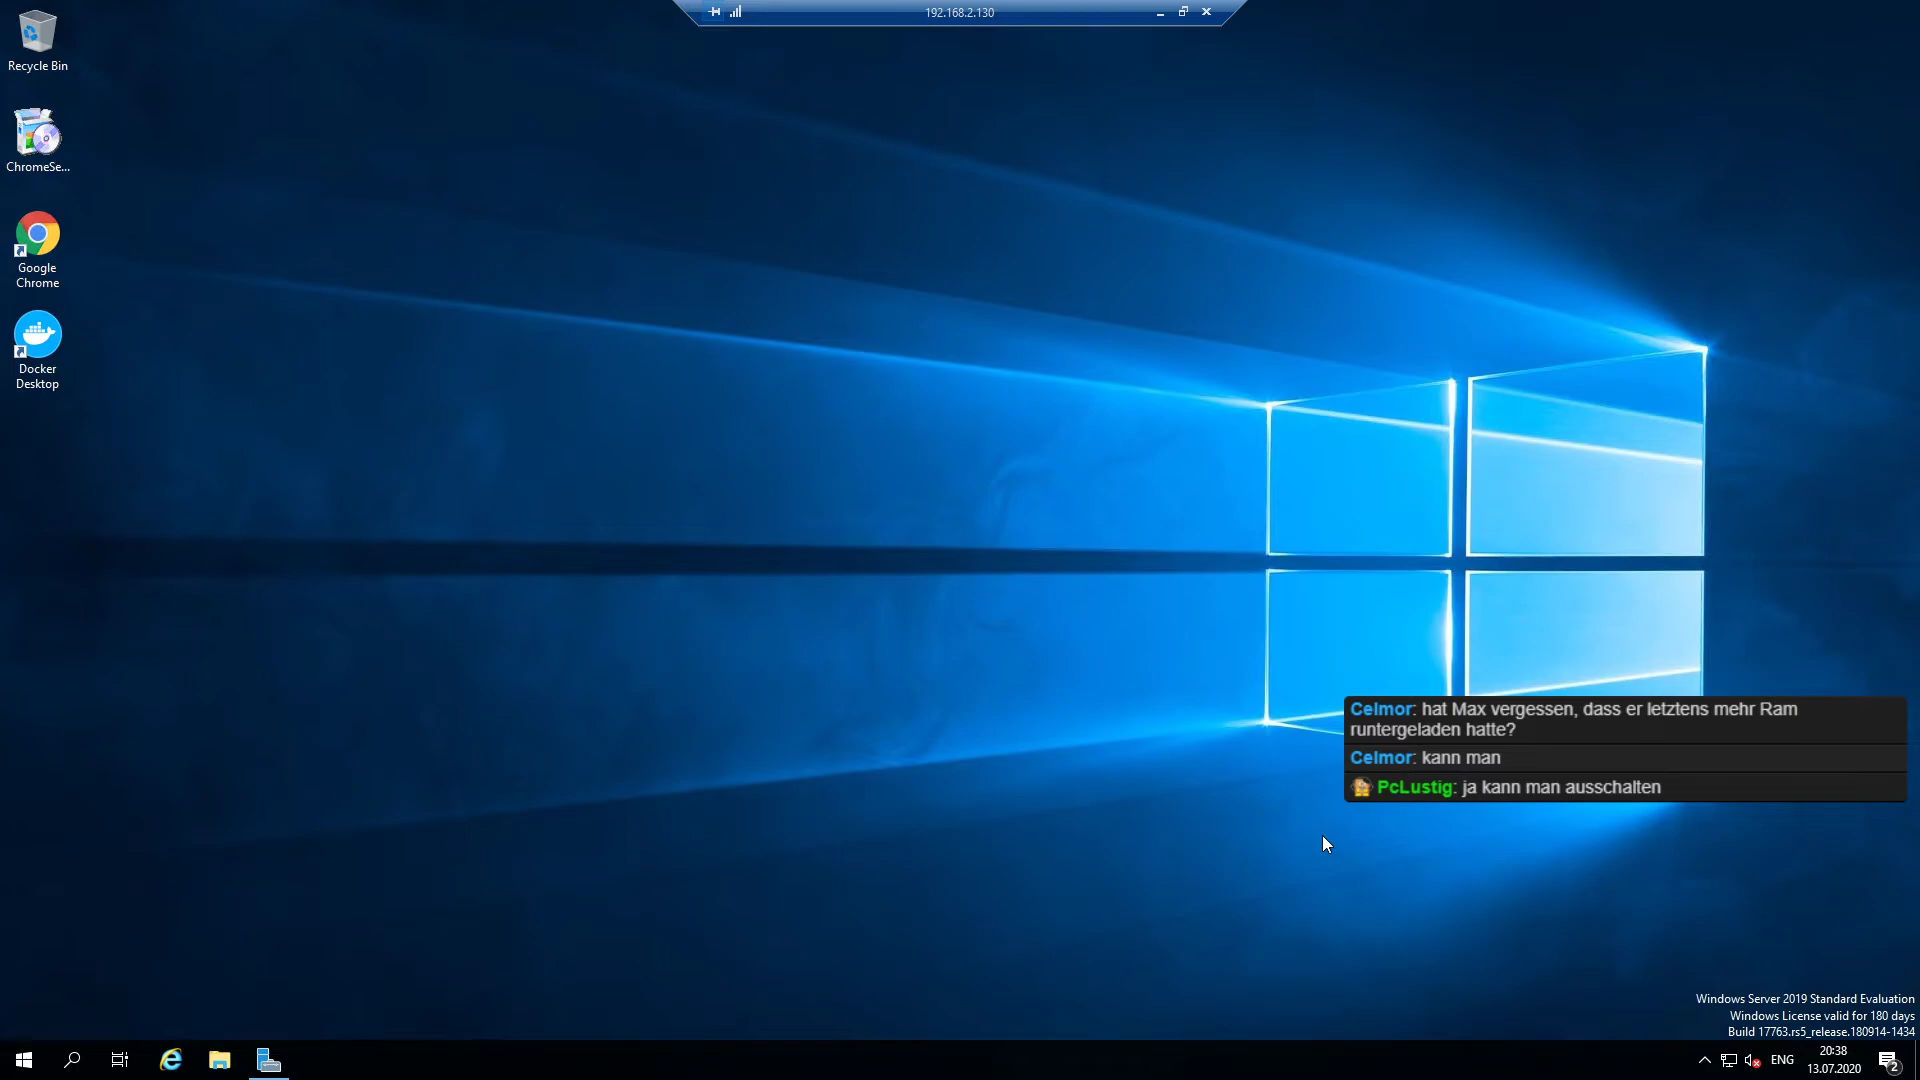 192.168.2.130
Recycle Bin
ChromeSe...
Google
Chrome
Docker
Desktop
Celmor: hat Max vergessen, dass er letztens mehr Ram
runtergeladen hatte?
Celmor: kann man
PcLustig: ja kann man ausschalten
Windows Server 2019 Standard Evaluation
Windows License valid for 180 days
Build 17763.rs5_release.180914-1434
ENG
20:38
13.07.2020
2